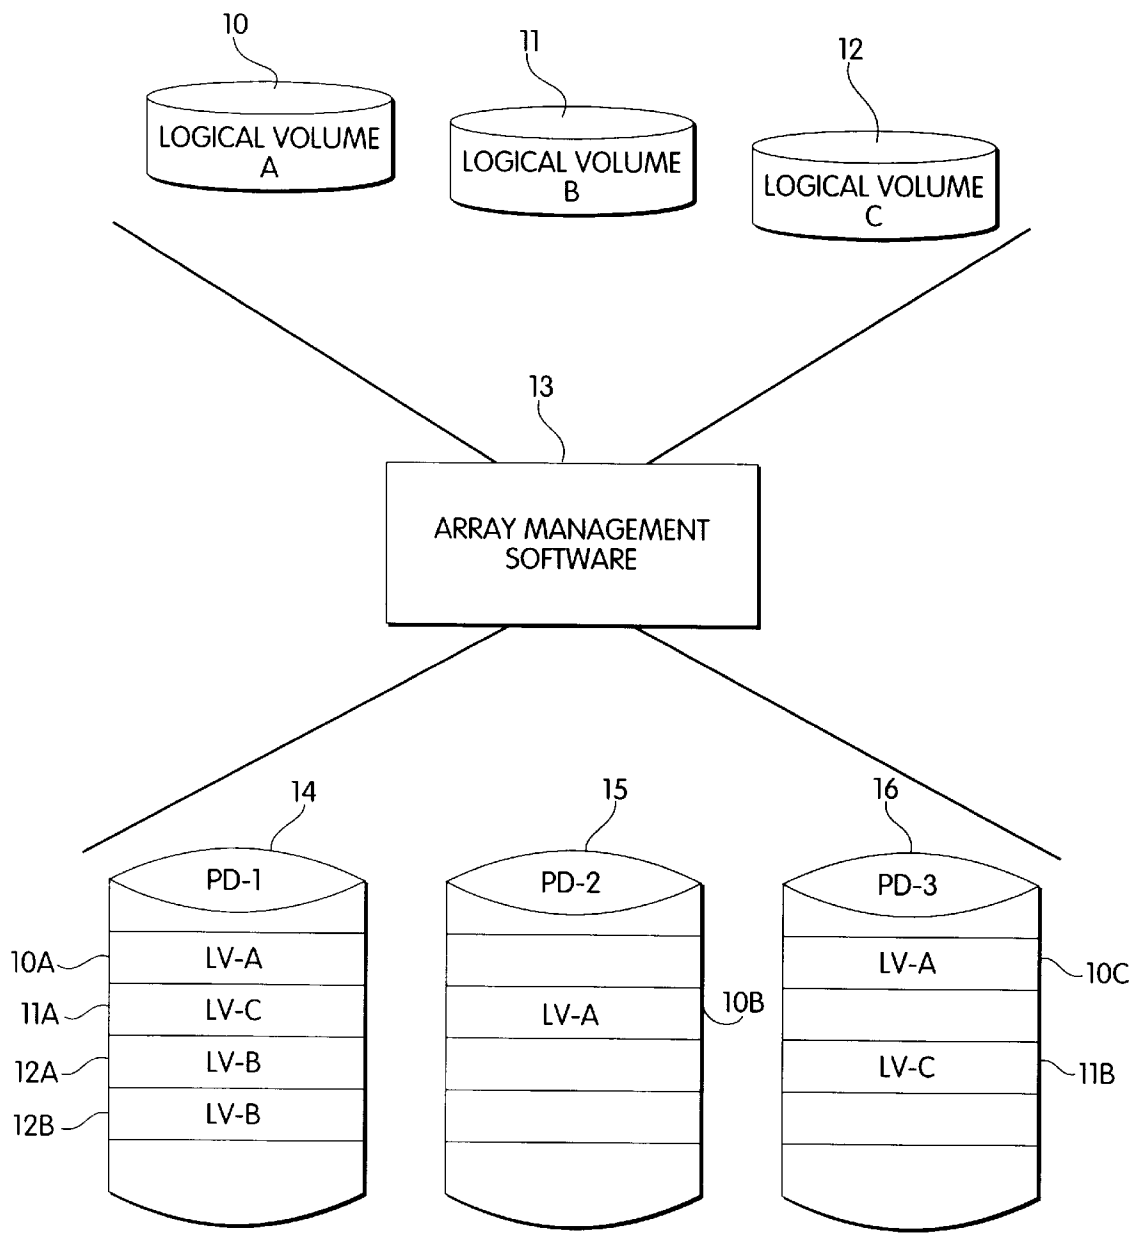 10
11
12
LOGICAL VOLUME
A
LOGICAL VOLUME
B
LOGICAL VOLUME
C
13
ARRAY MANAGEMENT
SOFTWARE
14
15
16
PD-1
PD-2
PD-3
10A
LV-A
LV-A
10C
11A
LV-C
LV-A
10B
12A
LV-B
LV-C
11B
12B
LV-B